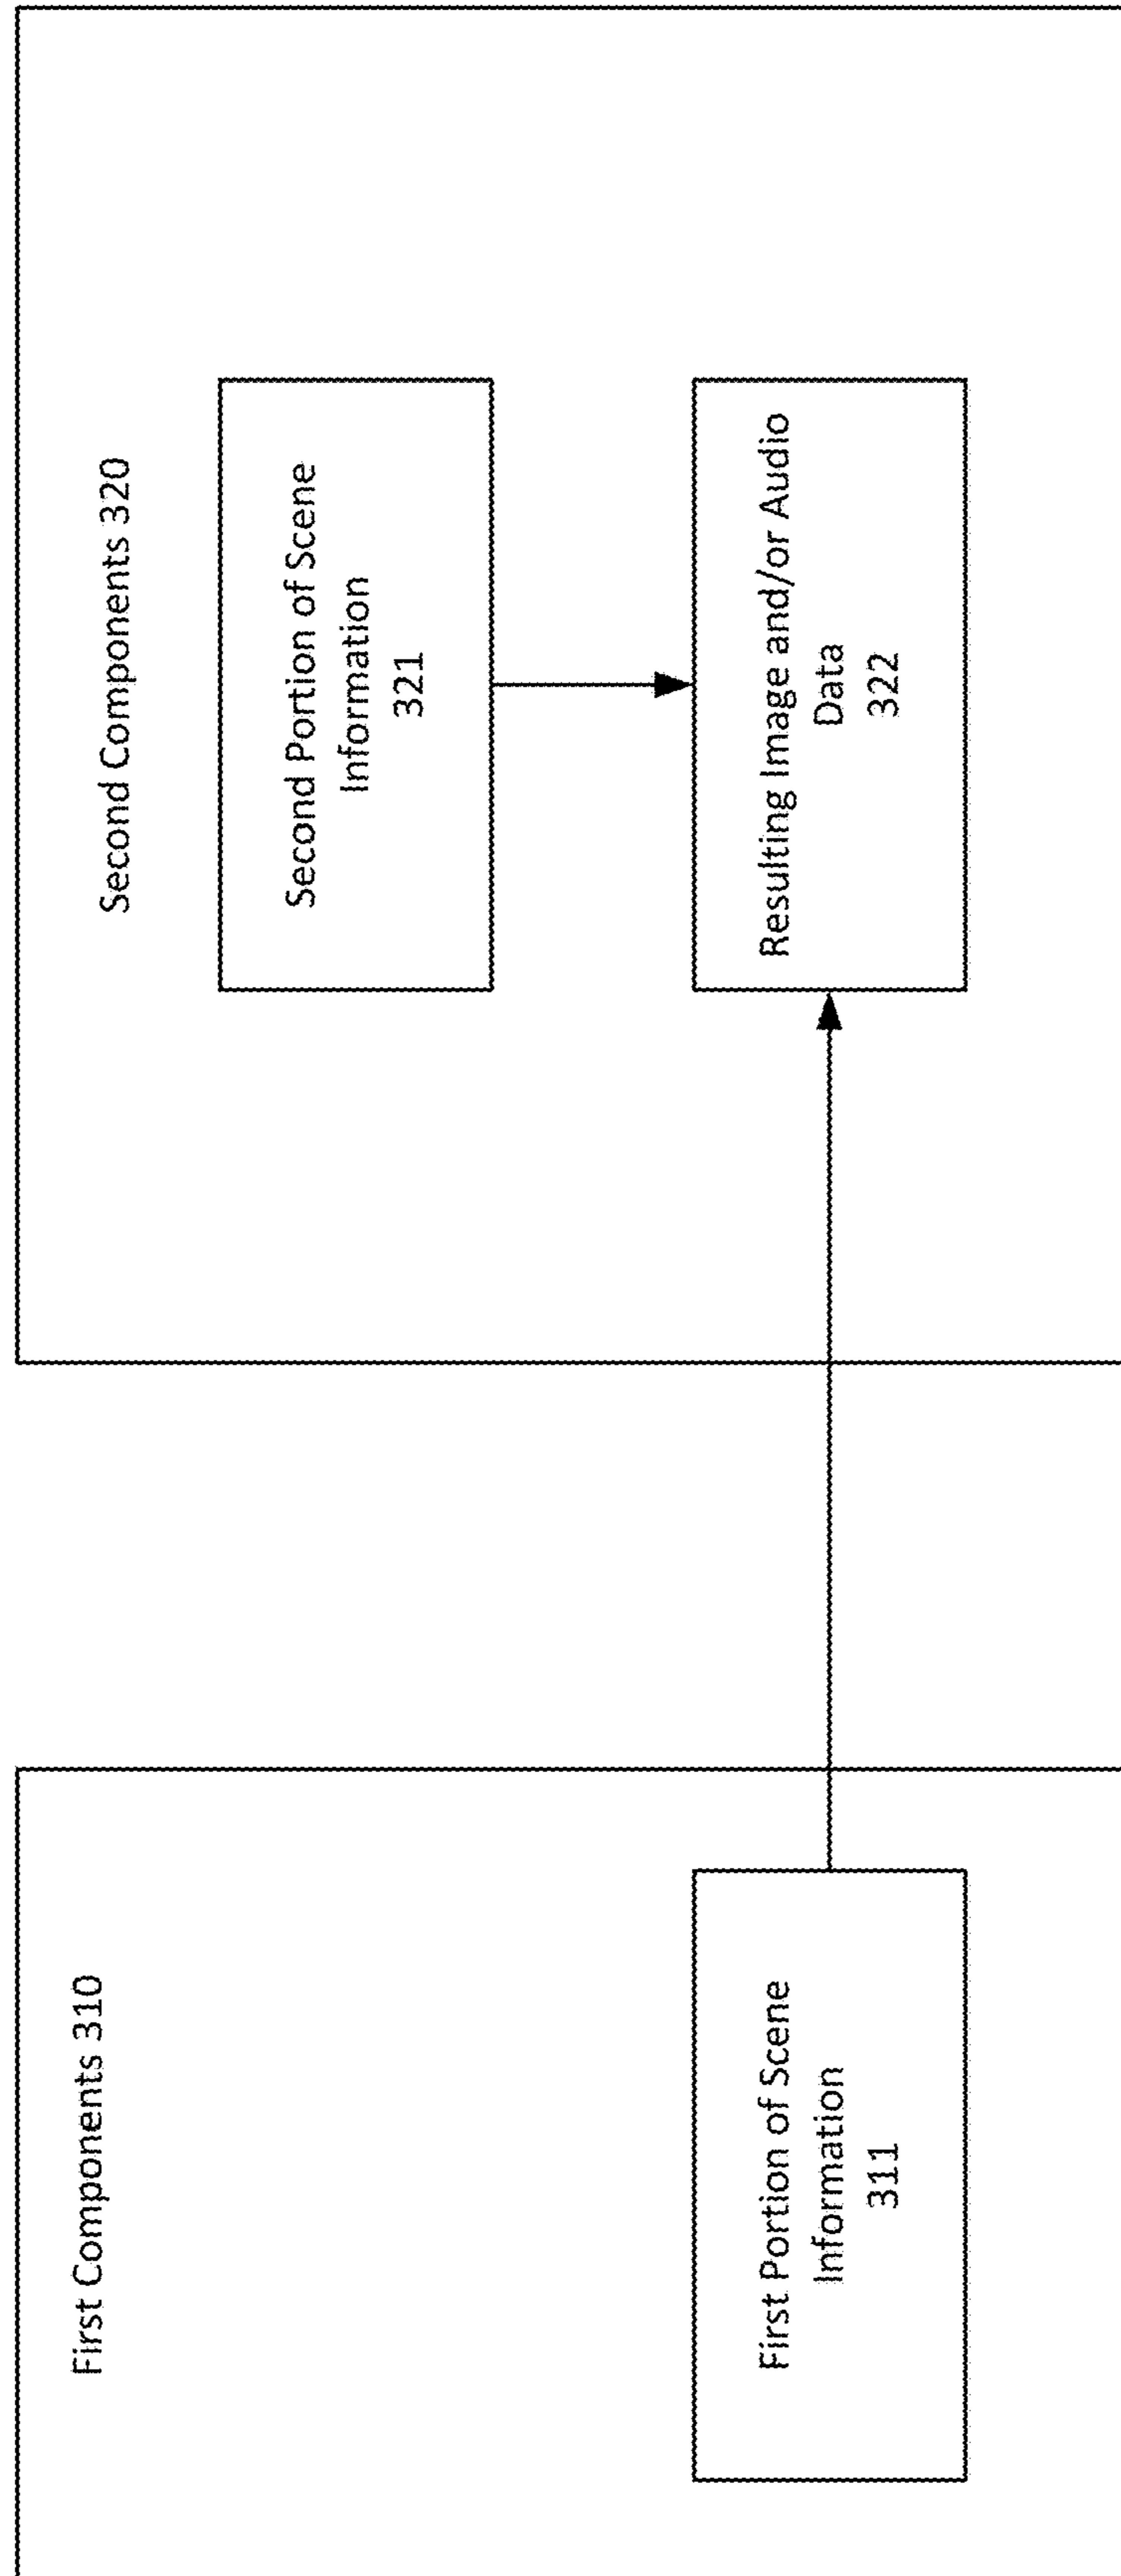 First Components 310
First Portion of Scene
Information
311
Second Components 320
Second Portion of Scene
Information
321
Resulting Image and/or Audio
Data
322